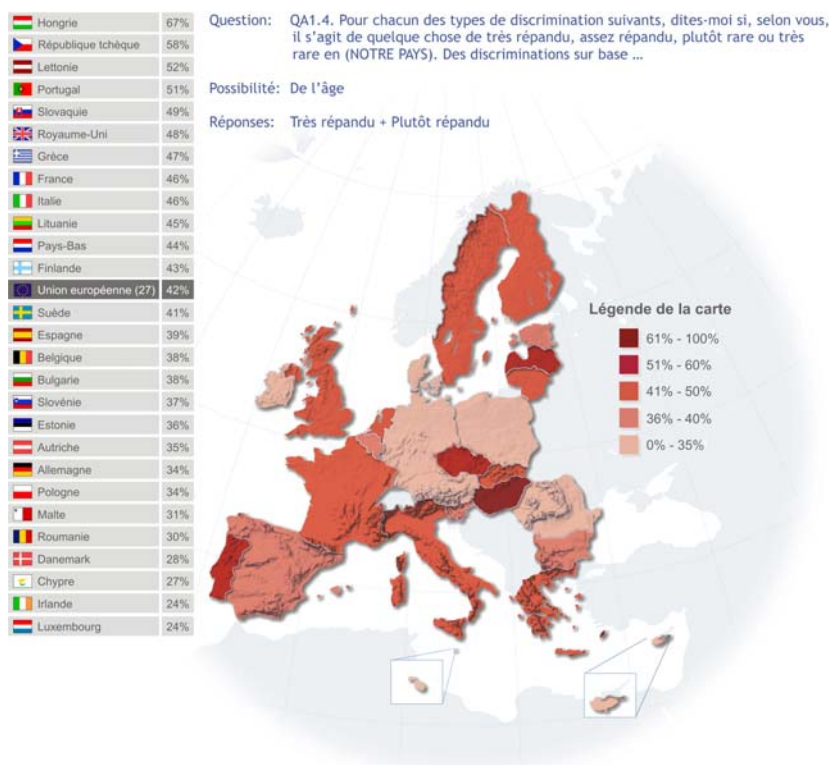 Hongrie 67%
République tchèque 58%
Lettonie 52%
Portugal 51%
Slovaquie 49%
Royaume-Uni 48%
Grèce 47%
France 46%
Italie 46%
Lituanie 45%
Pays-Bas 44%
Finlande 43%
Union européenne (27) 42%
Suède 41%
Espagne 39%
Belgique 38%
Bulgarie 38%
Slovénie 37%
Estonie 36%
Autriche 35%
Allemagne 34%
Pologne 34%
Malte 31%
Roumanie 30%
Danemark 28%
Chypre 27%
Irlande 24%
Luxembourg 24%
Question: QA1.4. Pour chacun des types de discrimination suivants, dites-moi si, selon vous,
il s’agit de quelque chose de très répandu, assez répandu, plutôt rare ou très
rare en (NOTRE PAYS). Des discriminations sur base ...
Possibilité: De l’âge
Réponses: Très répandu + Plutôt répandu
Légende de la carte
61% - 100%
51% - 60%
41% - 50%
36% - 40%
0% - 35%